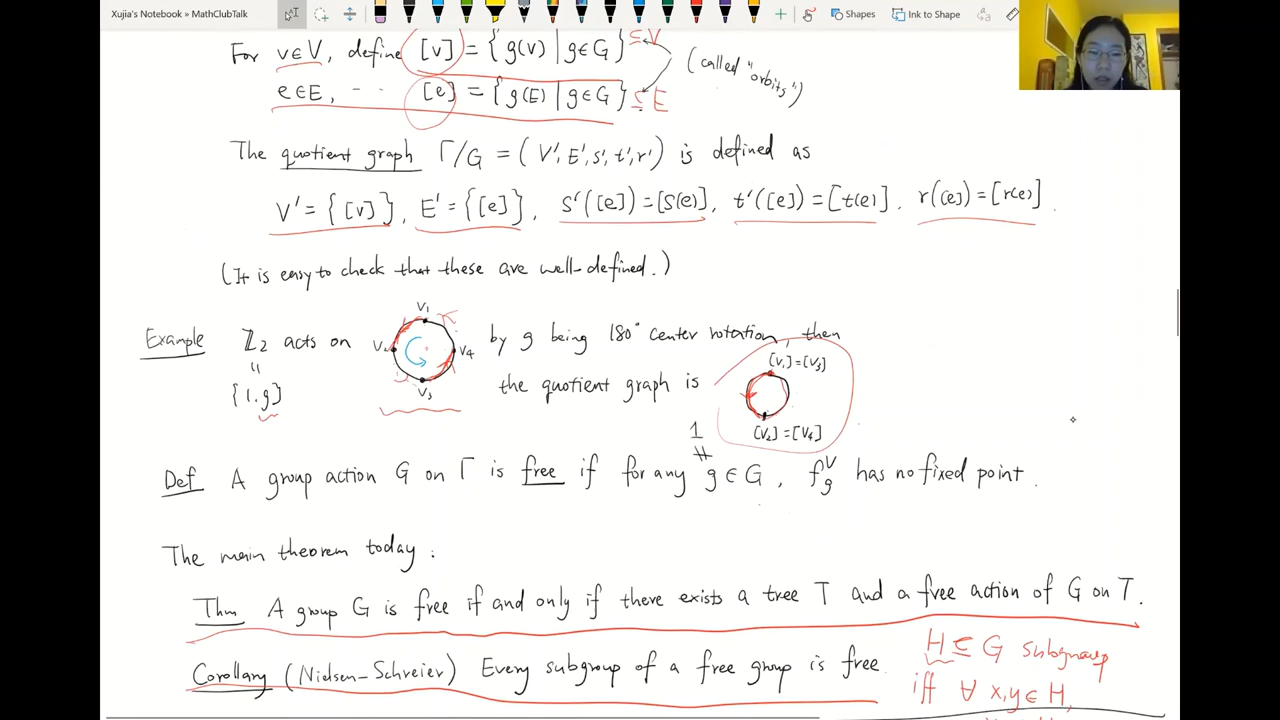 Xujia's Notebook » MathClubTalk
Shapes
Ink to Shape
For v∈V, define [v] = { g(v) | g∈G } ⊆ V
(called "orbits")
e∈E, -- [e] = { g(E) | g∈G } ⊆ E
The quotient graph Γ/G = ( V', E', s', t', r' ) is defined as
V' = { [v] }, E' = { [e] }, s'([e]) = [s(e)], t'([e]) = [t(e)], r([e]) = [r(e)].
(It is easy to check that these are well-defined.)
Example ℤ₂ acts on V₁ V₄ V₃ by g being 180° center rotation, then
{1,g}
the quotient graph is [V₁]=[V₃]
[V₂]=[V₄]
1
Def A group action G on Γ is free if for any g∈G, f_g^V has no fixed point.
The main theorem today:
Thm A group G is free if and only if there exists a tree T and a free action of G on T.
Corollary (Nielsen-Schreier) Every subgroup of a free group is free.
H ⊆ G subgroup
iff ∀ x,y∈H,